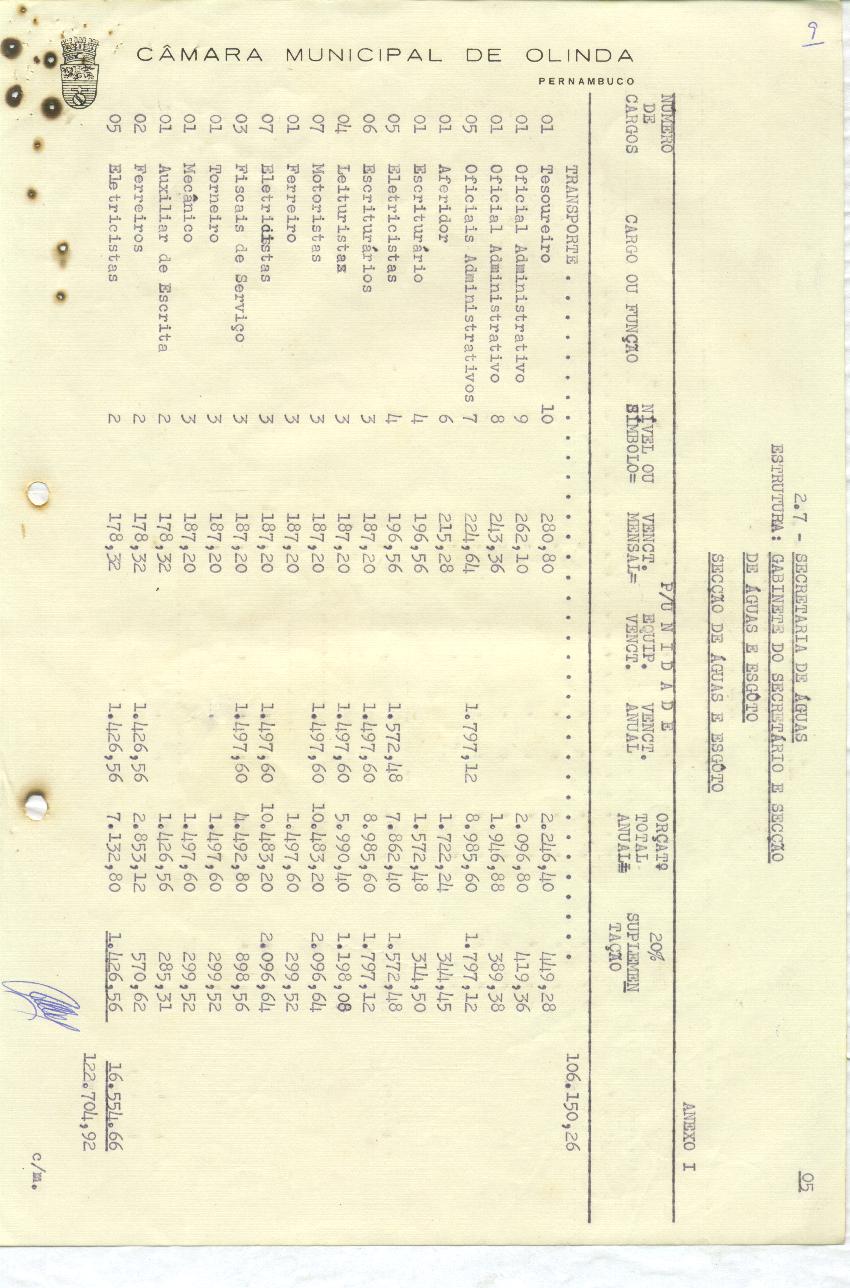 9
CÂMARA MUNICIPAL DE OLINDA
PERNAMBUCO
05
2.7 - SECRETARIA DE ÁGUAS
ESTRUTURA: GABINETE DO SECRETÁRIO E SECÇÃO
DE ÁGUAS E ESGÔTO
SECÇÃO DE ÁGUAS E ESGÔTO
ANEXO I
NÚMERO DE CARGOS CARGO OU FUNÇÃO NÍVEL OU SÍMBOLO= P/U N I D A D E VENCT. MENSAL= EQUIP. VENCT. VENCT. ANUAL ORÇATº TOTAL ANUAL= 20% SUPLEMEN TAÇÃO
TRANSPORTE . . . . . . . . . . . . . . . . . . . . . . . . . . . . 106.150,26
01 Tesoureiro 10 280,80 2.246,40 449,28
01 Oficial Administrativo 9 262,10 2.096,80 419,36
01 Oficial Administrativo 8 243,36 1.946,88 389,38
05 Oficiais Administrativos 7 224,64 1.797,12 8.985,60 1.797,12
01 Aferidor 6 215,28 1.722,24 344,45
01 Escriturário 4 196,56 1.572,48 314,50
05 Eletricistas 4 196,56 1.572,48 7.862,40 1.572,48
06 Escriturários 3 187,20 1.497,60 8.985,60 1.797,12
04 Leituristas 3 187,20 1.497,60 5.990,40 1.198,08
07 Motoristas 3 187,20 1.497,60 10.483,20 2.096,64
01 Ferreiro 3 187,20 1.497,60 299,52
07 Eletricistas 3 187,20 1.497,60 10.483,20 2.096,64
03 Fiscais de Serviço 3 187,20 1.497,60 4.492,80 898,56
01 Torneiro 3 187,20 1.497,60 299,52
01 Mecânico 3 187,20 1.497,60 299,52
01 Auxiliar de Escrita 2 178,32 1.426,56 285,31
02 Ferreiros 2 178,32 1.426,56 2.853,12 570,62
05 Eletricistas 2 178,32 1.426,56 7.132,80 1.426,56 16.554.66
122.704,92
c/m.